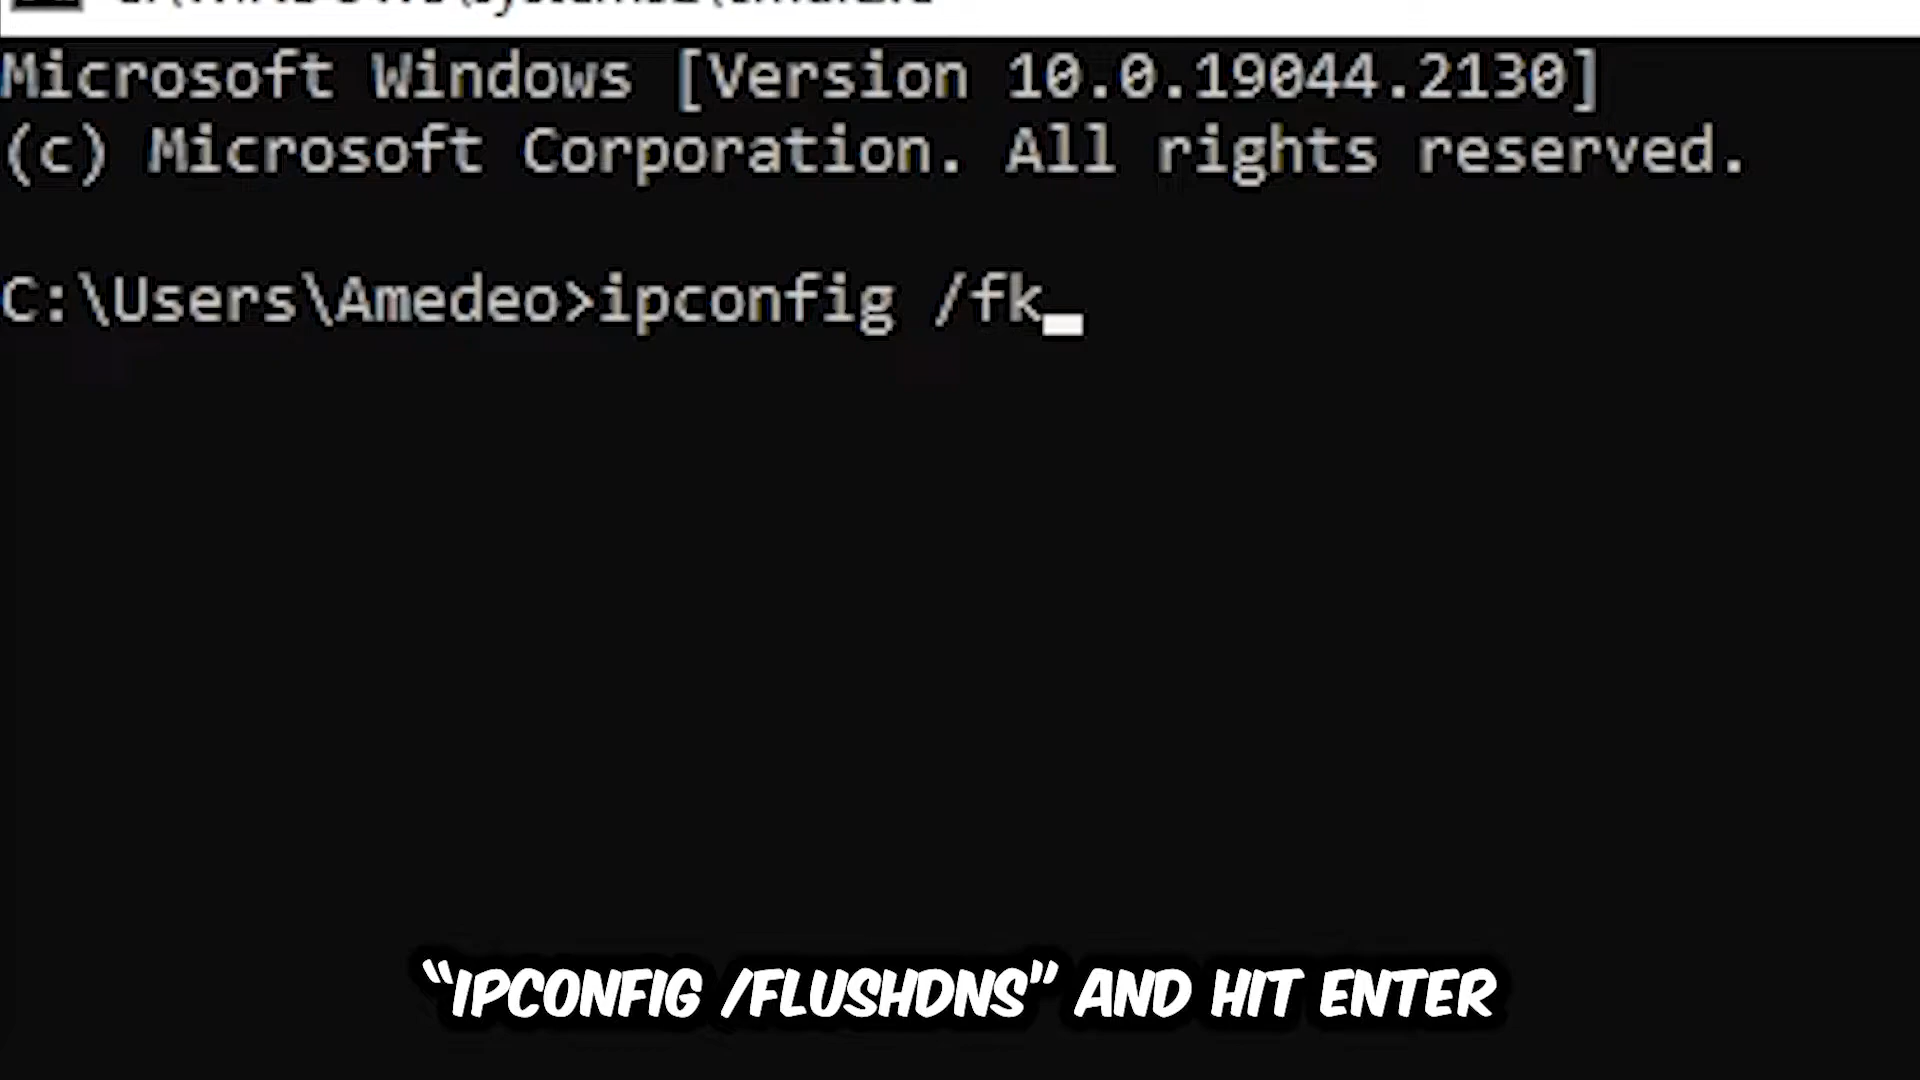 Microsoft Windows [Version 10.0.19044.2130]
(c) Microsoft Corporation. All rights reserved.
C:\Users\Amedeo>ipconfig /fk_
“IPCONFIG /FLUSHDNS” AND HIT ENTER